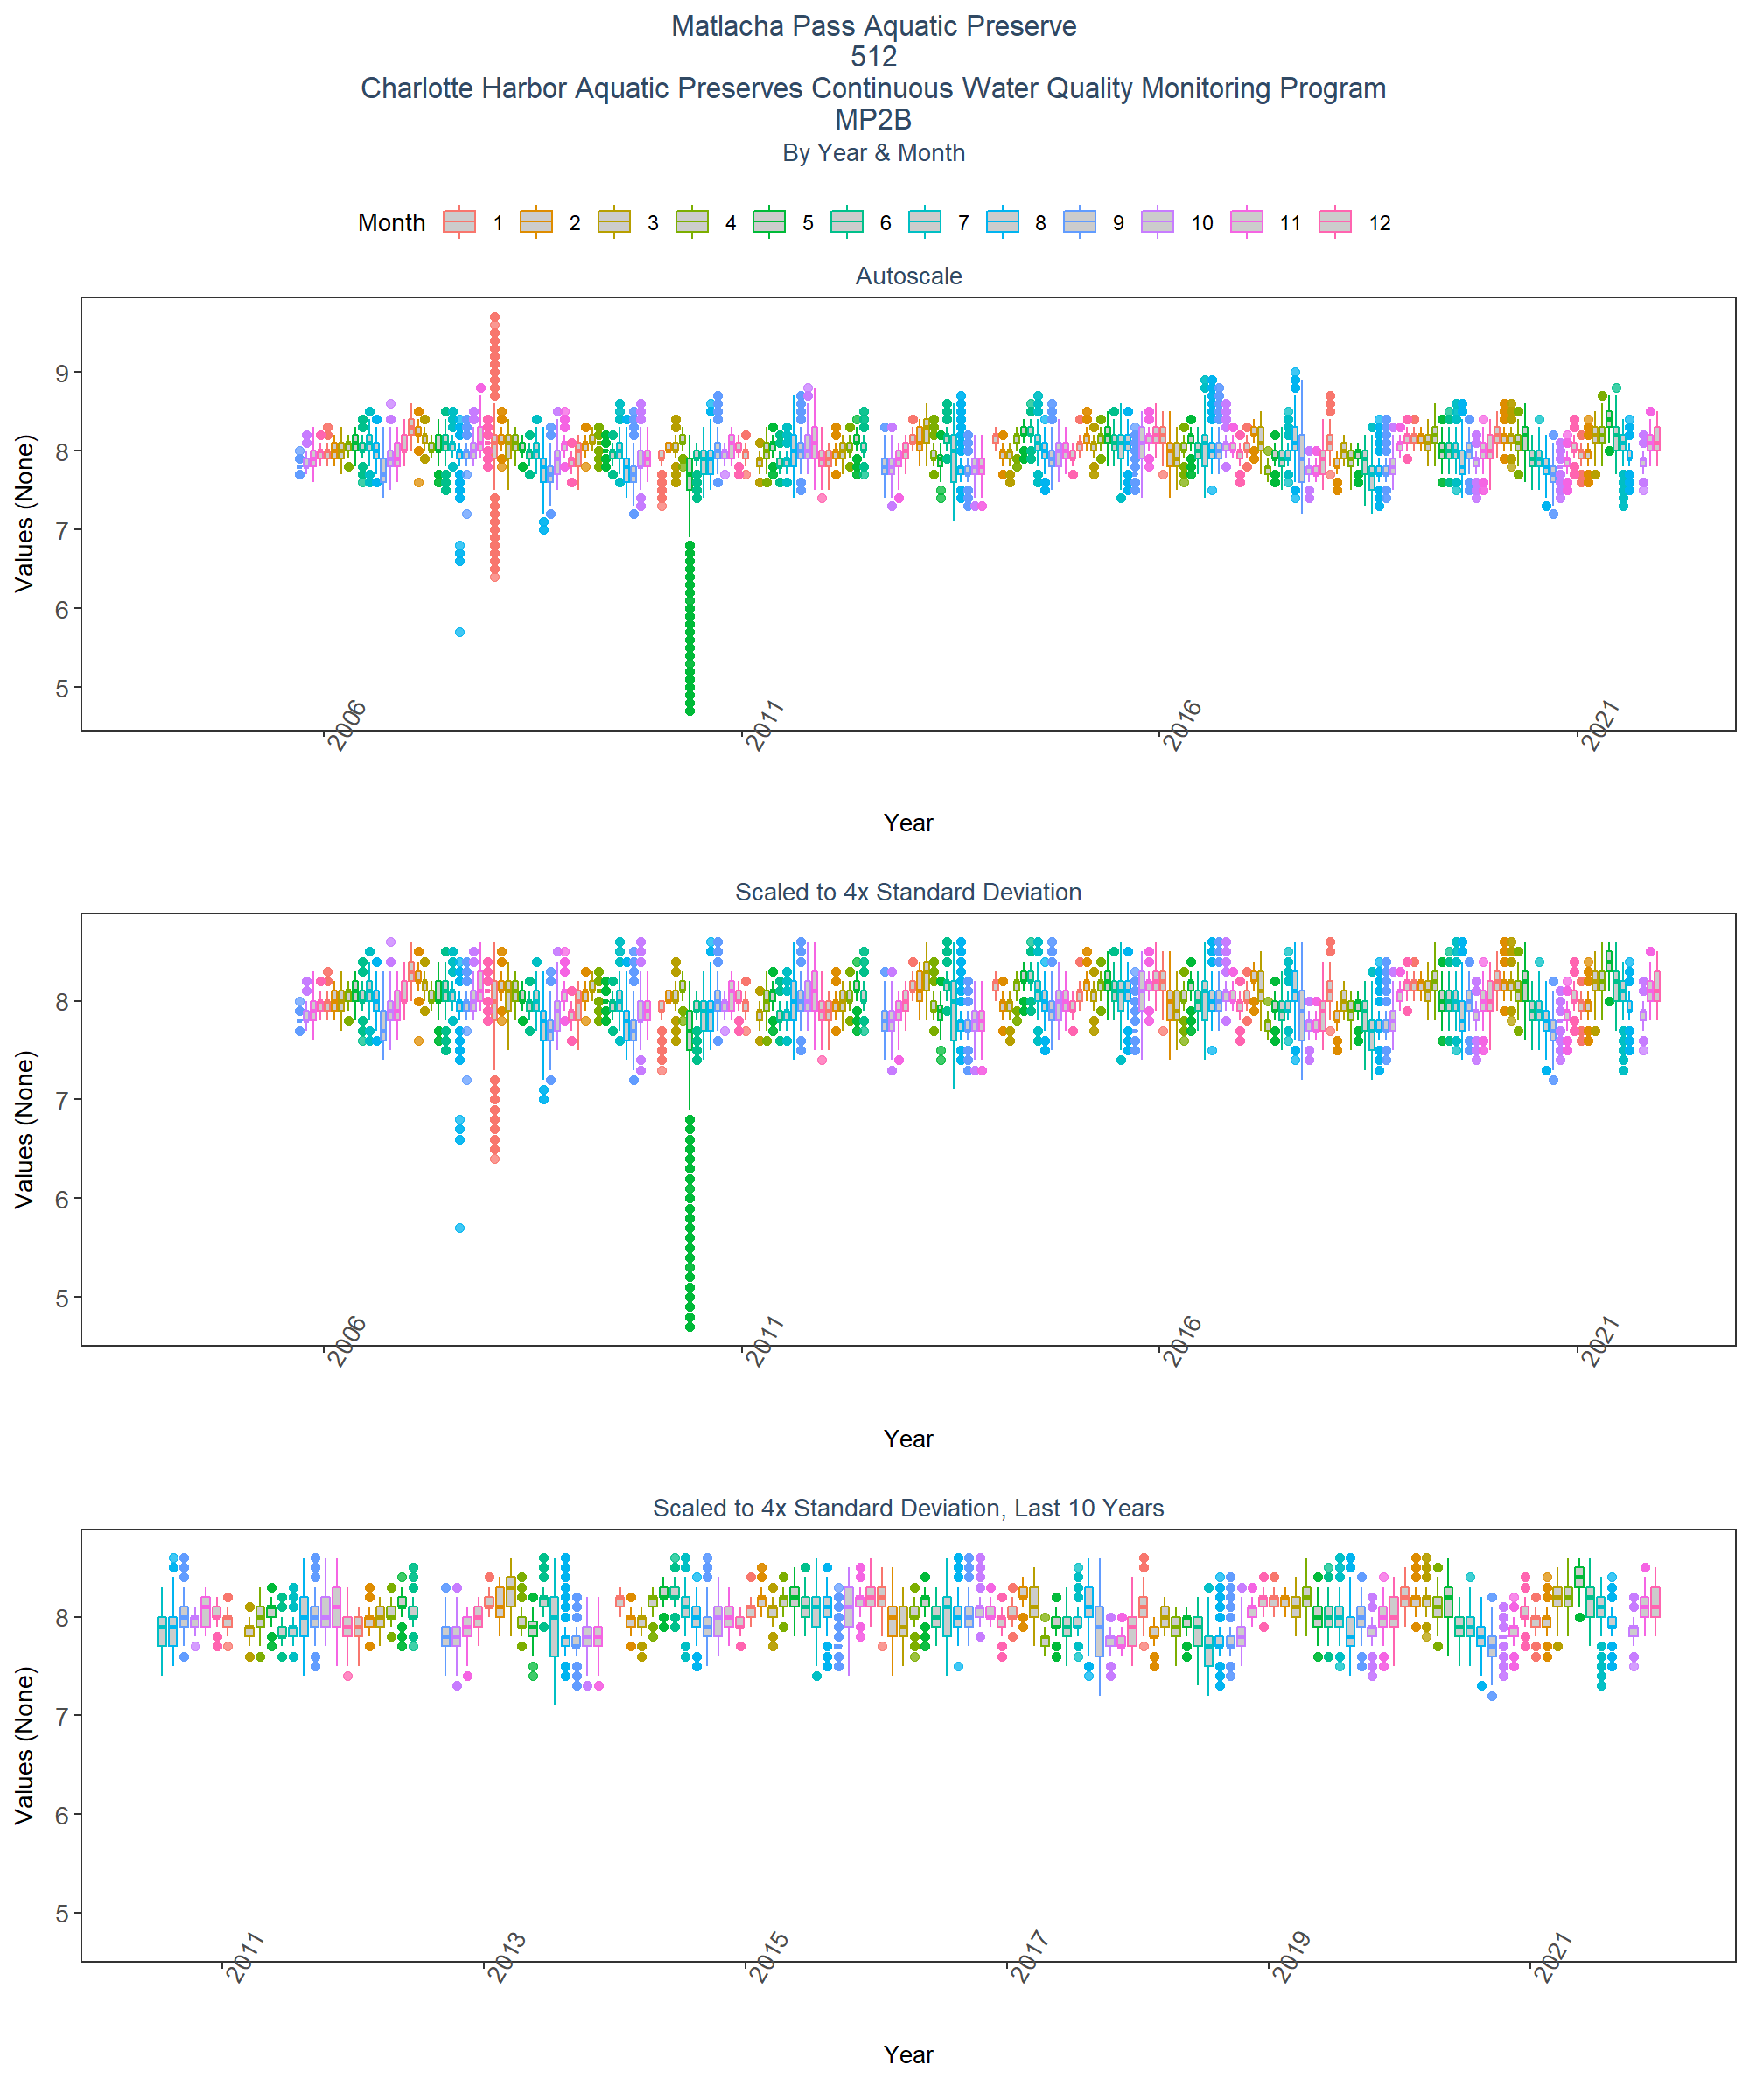 Matlacha Pass Aquatic Preserve
512
Charlotte Harbor Aquatic Preserves Continuous Water Quality Monitoring Program
MP2B
By Year & Month
Month 1 2 3 4 5 6 7 8 9 10 11 12
Autoscale
Values (None)
9
8
7
6
5
2006 2011 2016 2021
Year
Scaled to 4x Standard Deviation
Values (None)
8
7
6
5
2006 2011 2016 2021
Year
Scaled to 4x Standard Deviation, Last 10 Years
Values (None)
8
7
6
5
2011 2013 2015 2017 2019 2021
Year